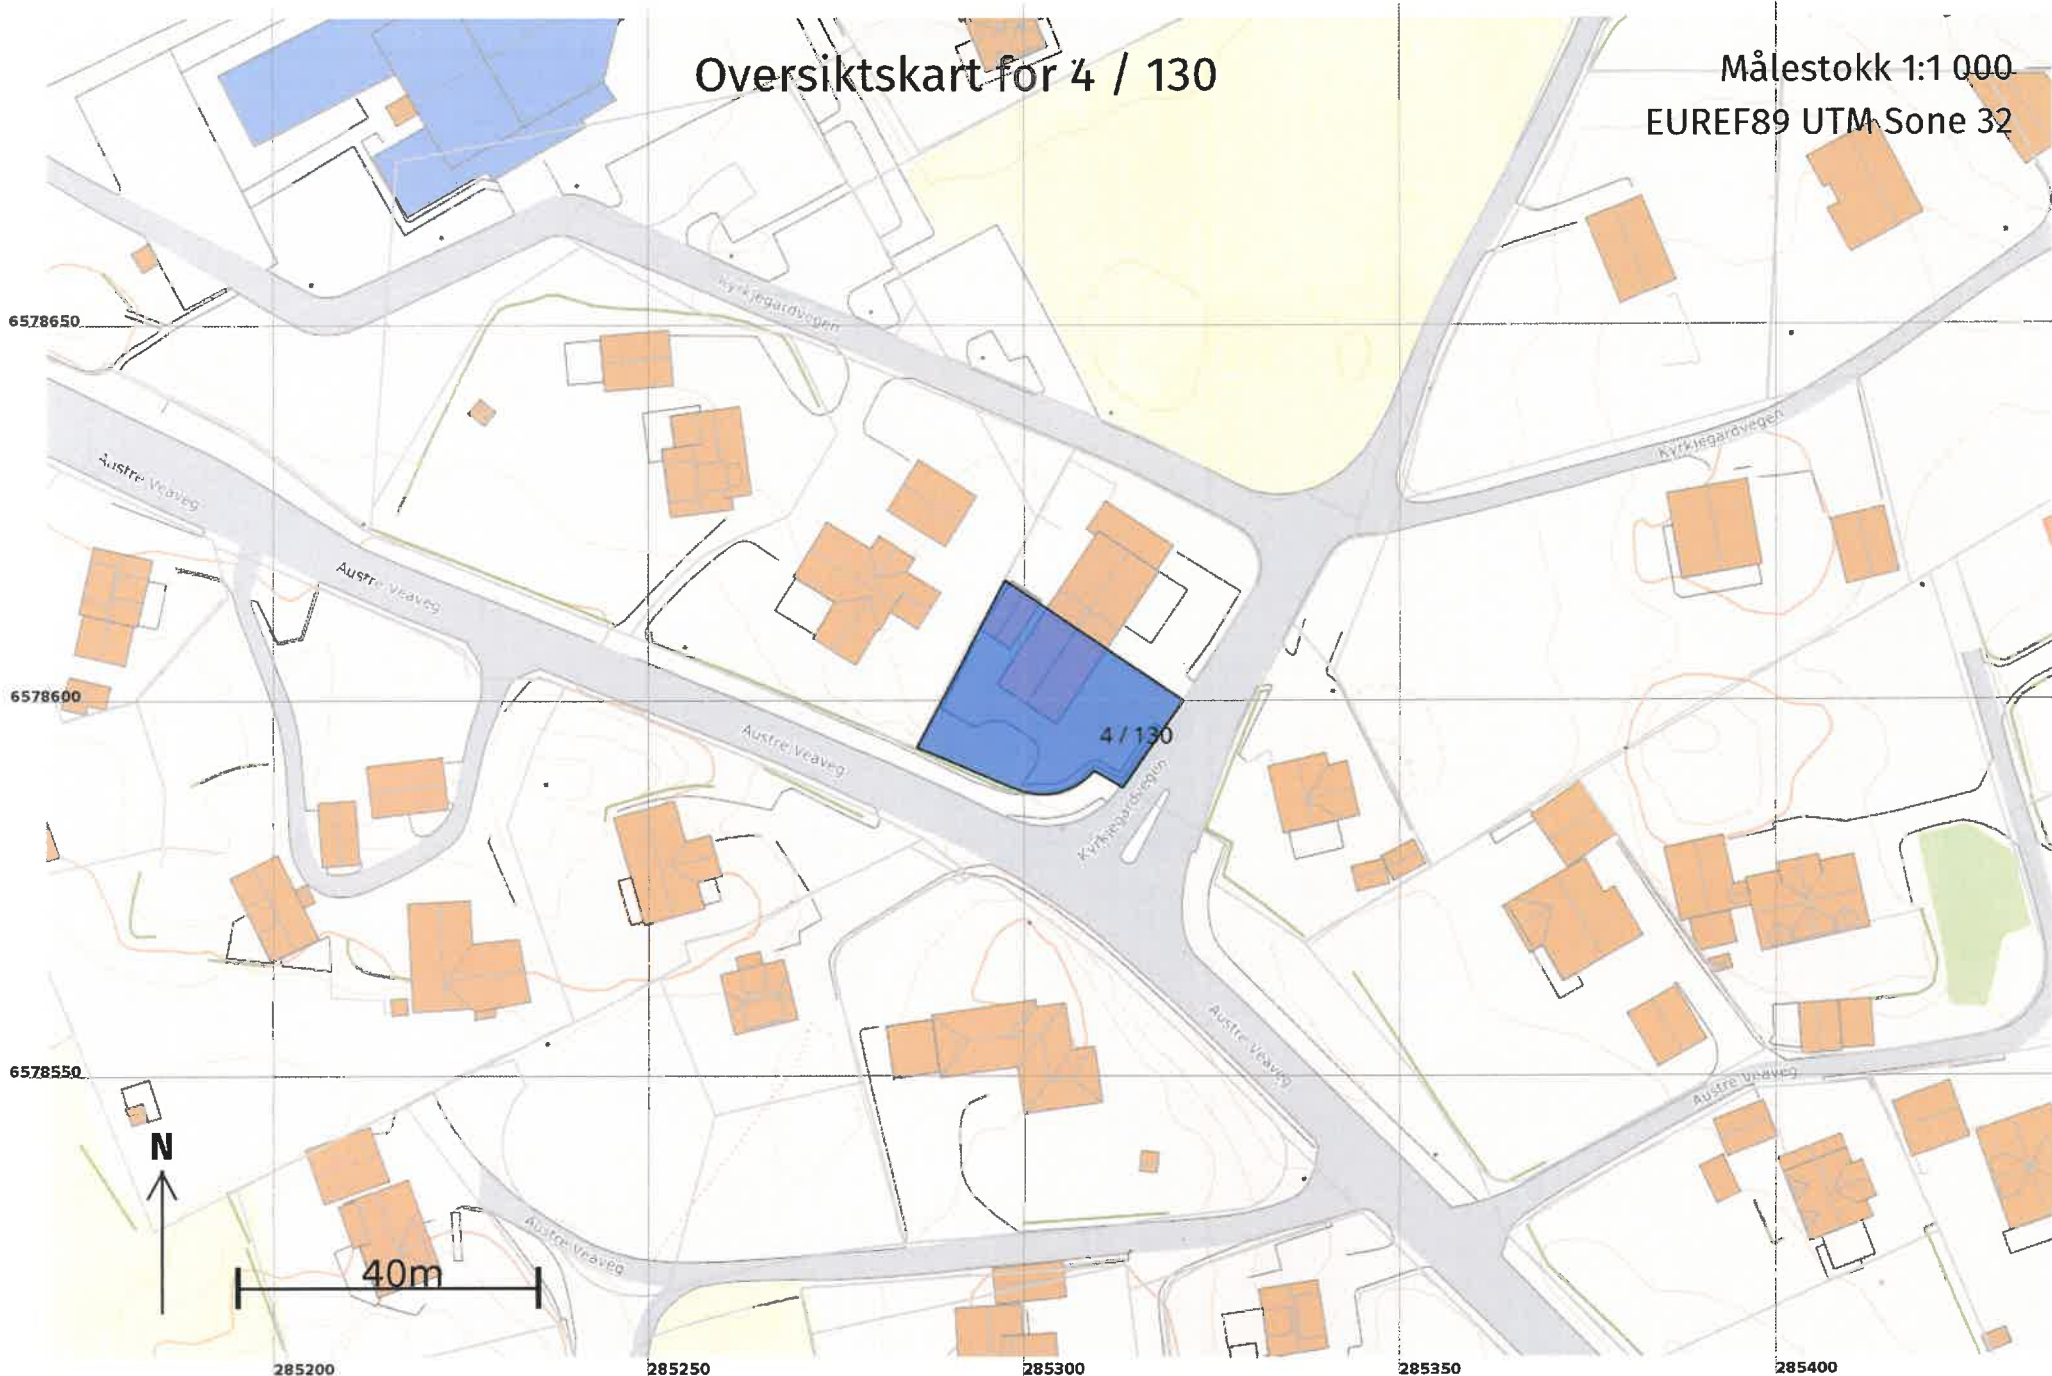 Oversiktskart for 4 / 130
Målestokk 1:1 000
EUREF89 UTM Sone 32
Kyrkjegardvegen
6578650
Kyrkjegardvegen
Austre Veaveg
Austre Veaveg
6578600
4 / 130
Austre Veaveg
Kyrkjegardvegen
Austre Veaveg
6578550
Austre Veaveg
N
Austre Veaveg
40m
285200
285250
285300
285350
285400